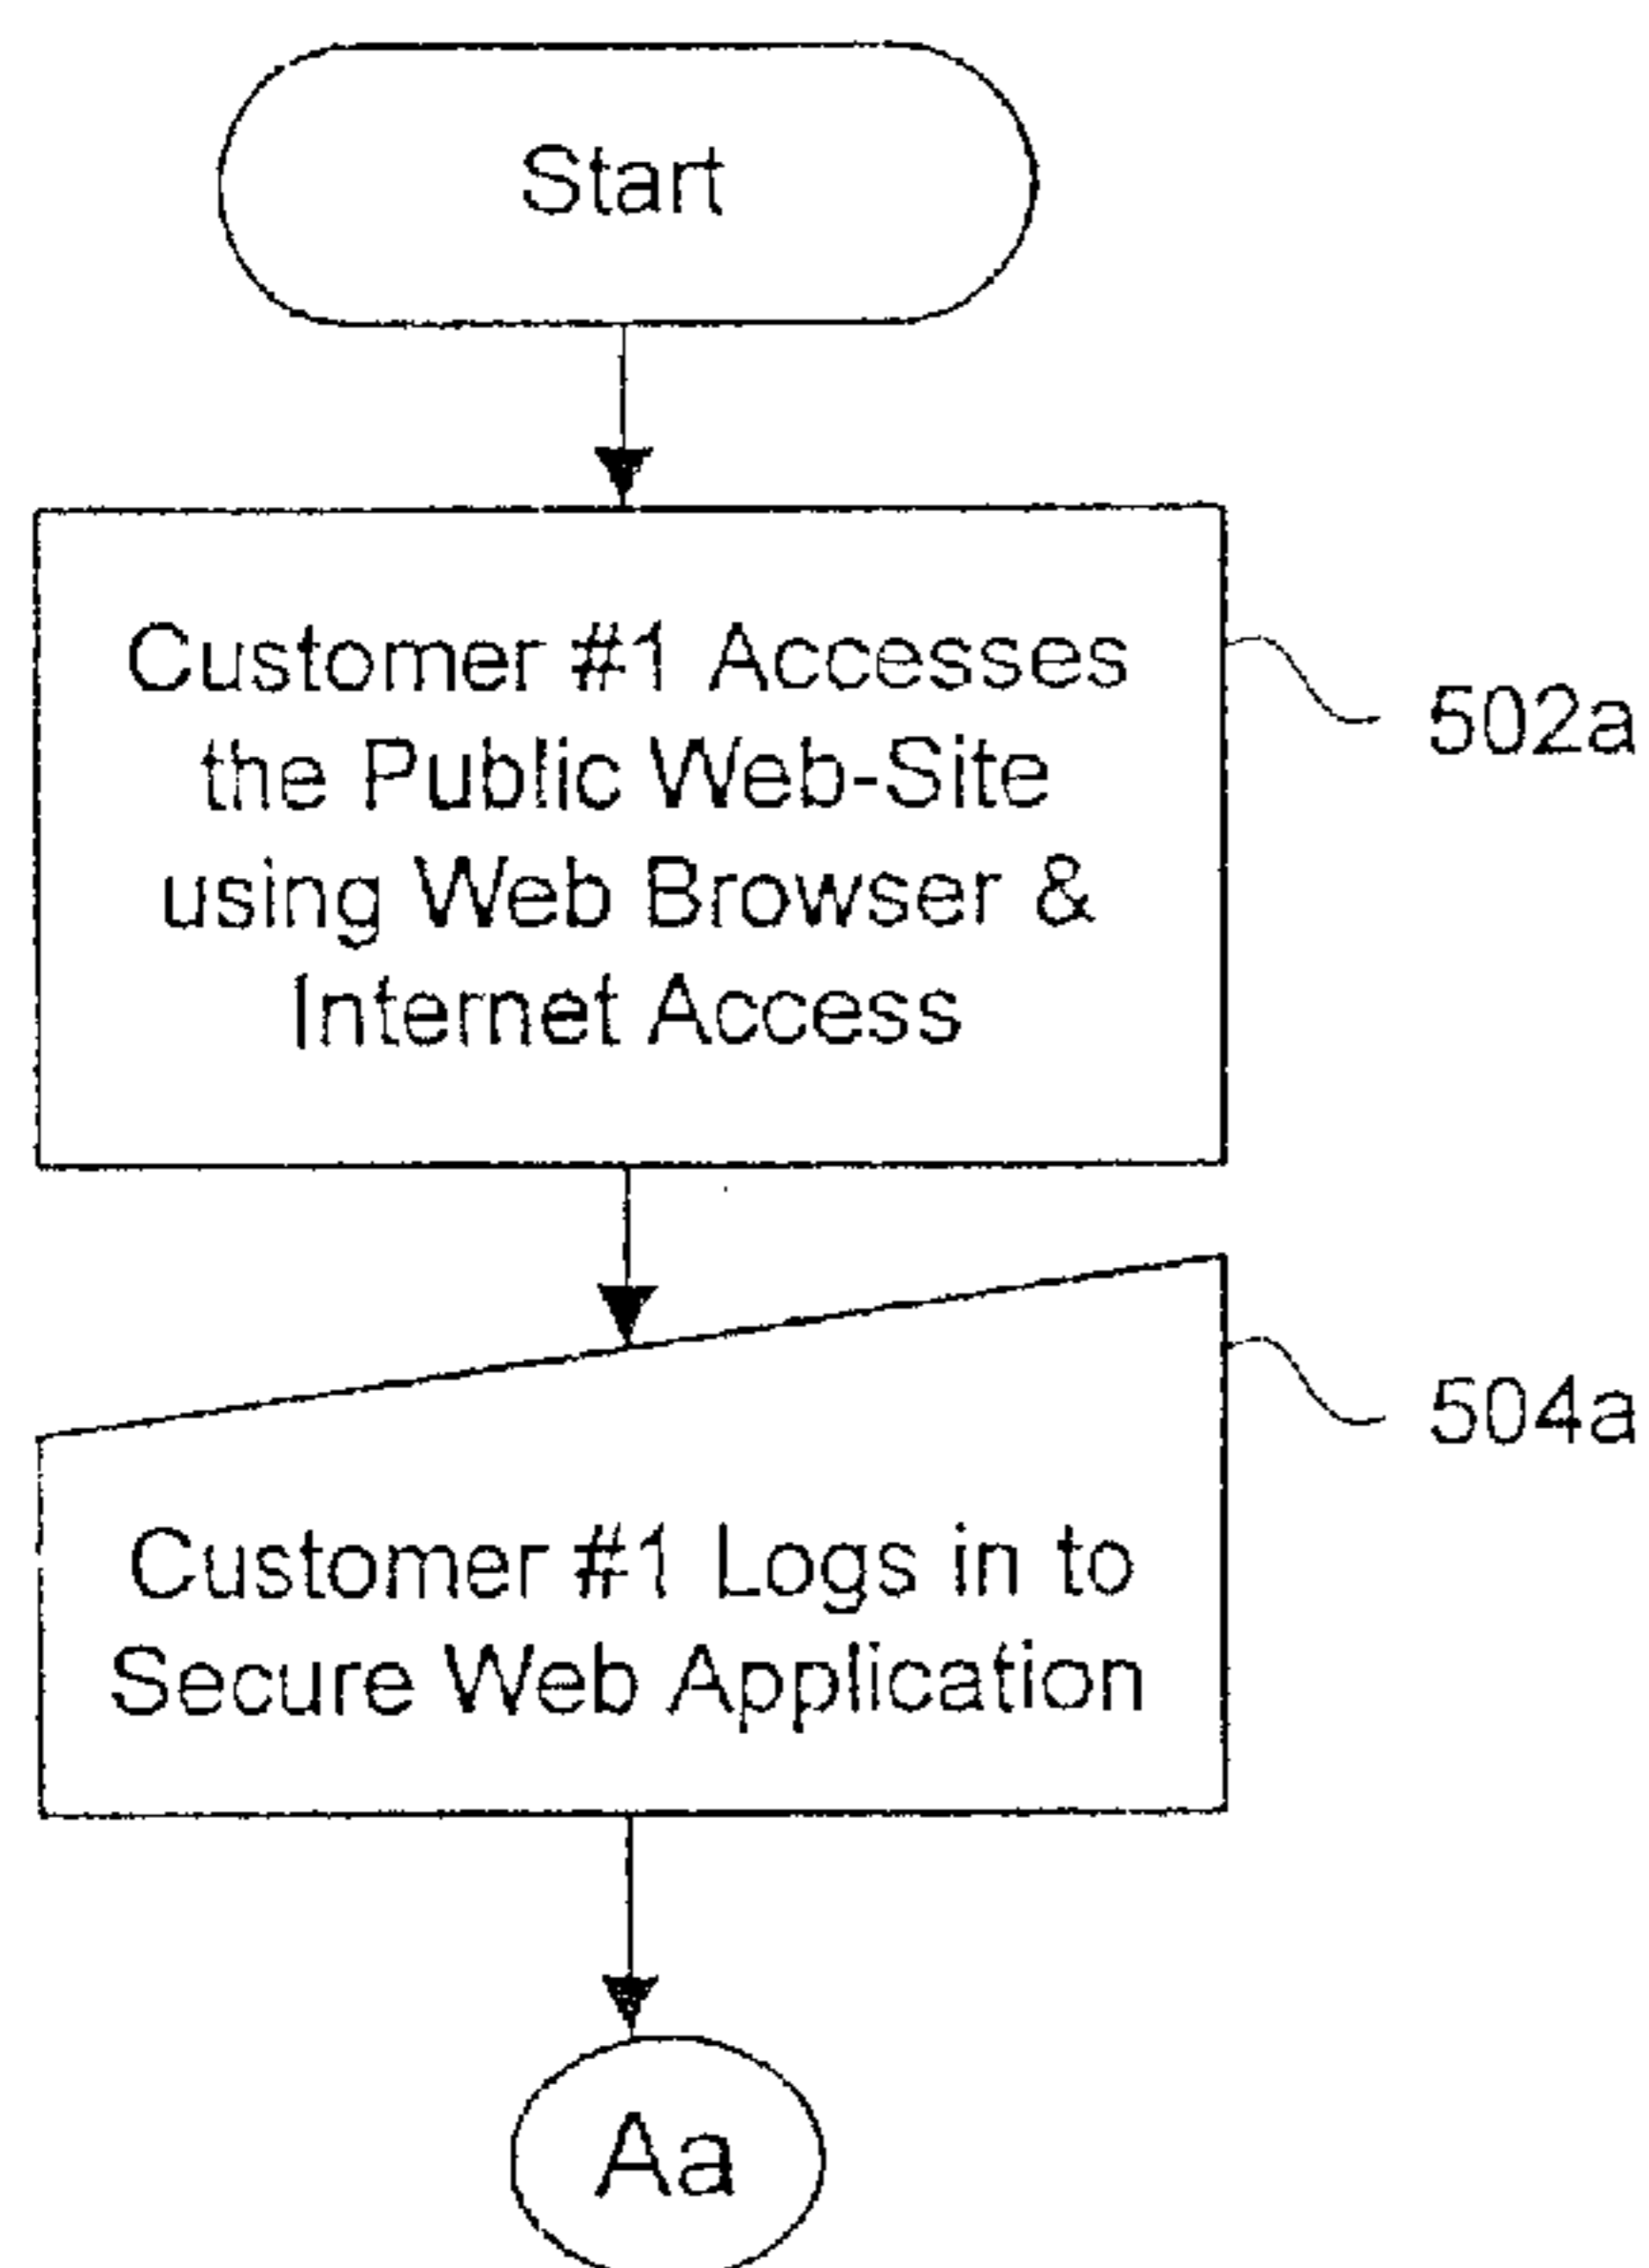 Start
Customer #1 Accesses
the Public Web-Site
using Web Browser &
Internet Access
502a
Customer #1 Logs in to
Secure Web Application
504a
Aa